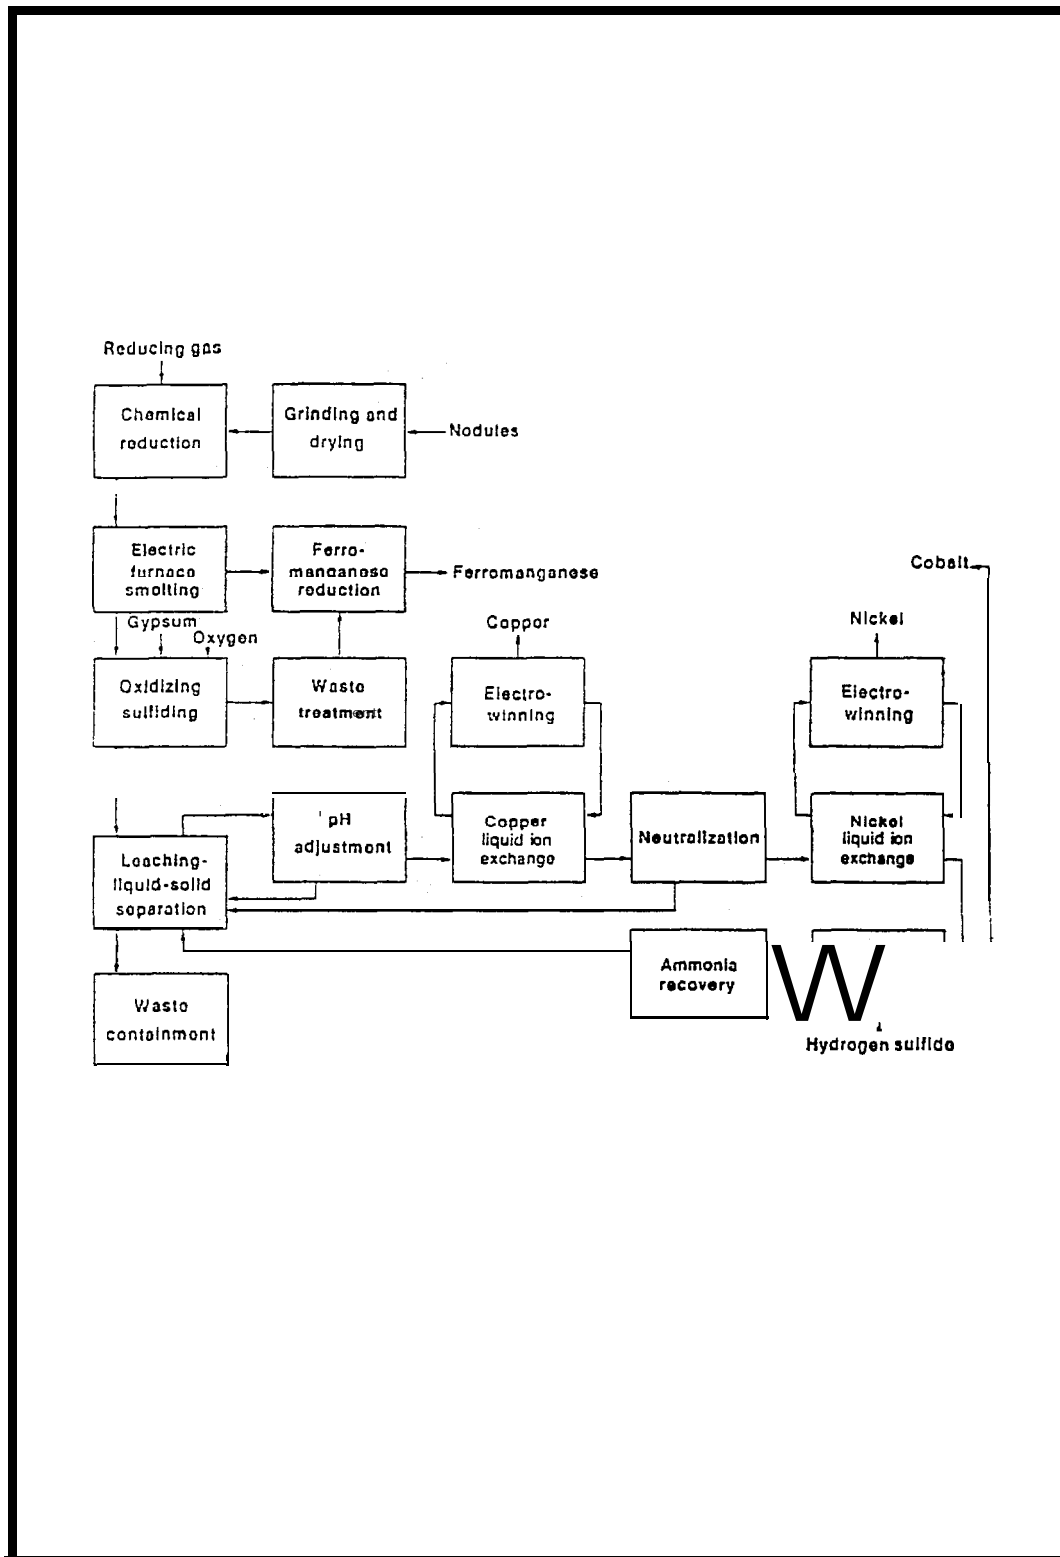 Reducing gas
Chemical
reduction
Grinding and
drying
Nodules
Electric
furnace
smelting
Ferro-
manganese
reduction
Ferromanganese
Cobalt
Gypsum
Oxygen
Copper
Nickel
Oxidizing
sulfiding
Waste
treatment
Electro-
winning
Electro-
winning
pH
adjustment
Copper
liquid ion
exchange
Neutralization
Nickel
liquid ion
exchange
Leaching-
liquid-solid
separation
Ammonia
recovery
W
Waste
containment
Hydrogen sulfide